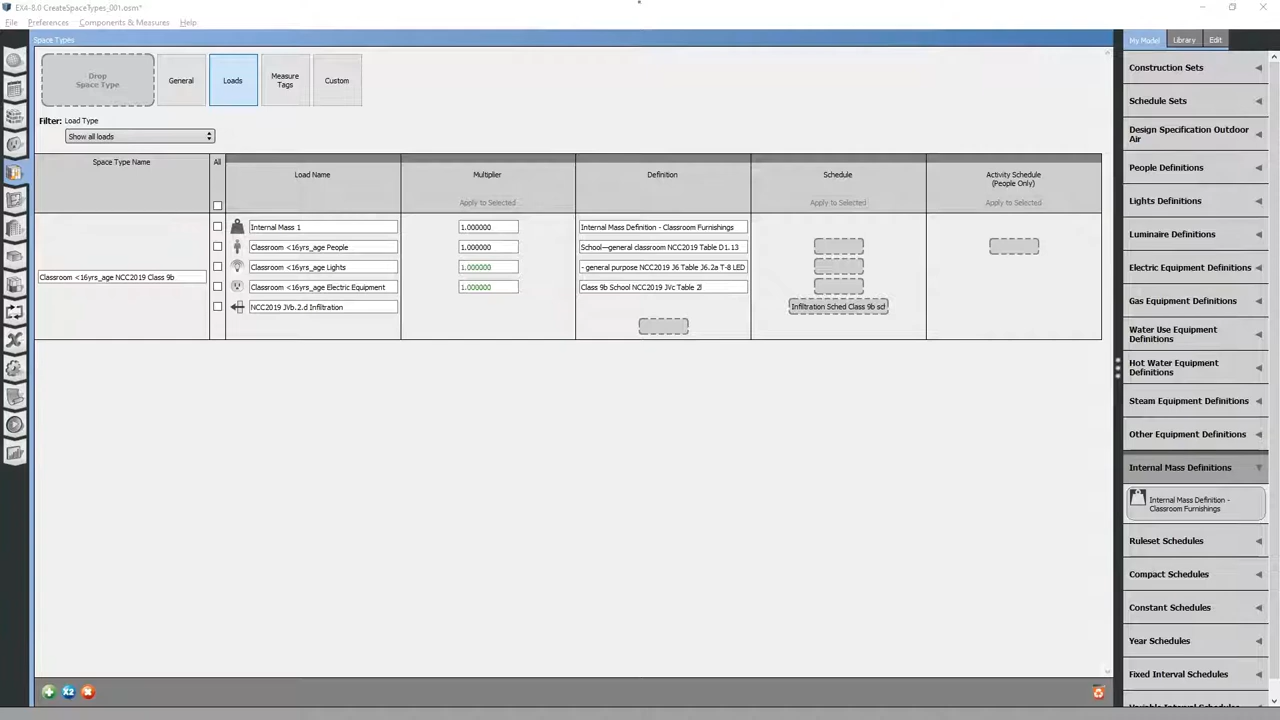 EX4-8.0 CreateSpaceTypes_001.osm*
File Preferences Components & Measures Help
Space Types
My Model Library Edit
Drop
Space Type
General
Loads
Measure
Tags
Custom
Filter: Load Type
Show all loads
Space Type Name
All
Load Name
Multiplier
Definition
Schedule
Activity Schedule
(People Only)
Apply to Selected
Apply to Selected
Apply to Selected
Classroom <16yrs_age NCC2019 Class 9b
Internal Mass 1 1.000000 Internal Mass Definition - Classroom Furnishings
Classroom <16yrs_age People 1.000000 School—general classroom NCC2019 Table D1.13
Classroom <16yrs_age Lights 1.000000 - general purpose NCC2019 J6 Table J6.2a T-8 LED
Classroom <16yrs_age Electric Equipment 1.000000 Class 9b School NCC2019 JVc Table 2l
NCC2019 JVb.2.d Infiltration Infiltration Sched Class 9b scl
Construction Sets
Schedule Sets
Design Specification Outdoor
Air
People Definitions
Lights Definitions
Luminaire Definitions
Electric Equipment Definitions
Gas Equipment Definitions
Water Use Equipment
Definitions
Hot Water Equipment
Definitions
Steam Equipment Definitions
Other Equipment Definitions
Internal Mass Definitions
Internal Mass Definition -
Classroom Furnishings
Ruleset Schedules
Compact Schedules
Constant Schedules
Year Schedules
Fixed Interval Schedules
Variable Interval Schedules
X2